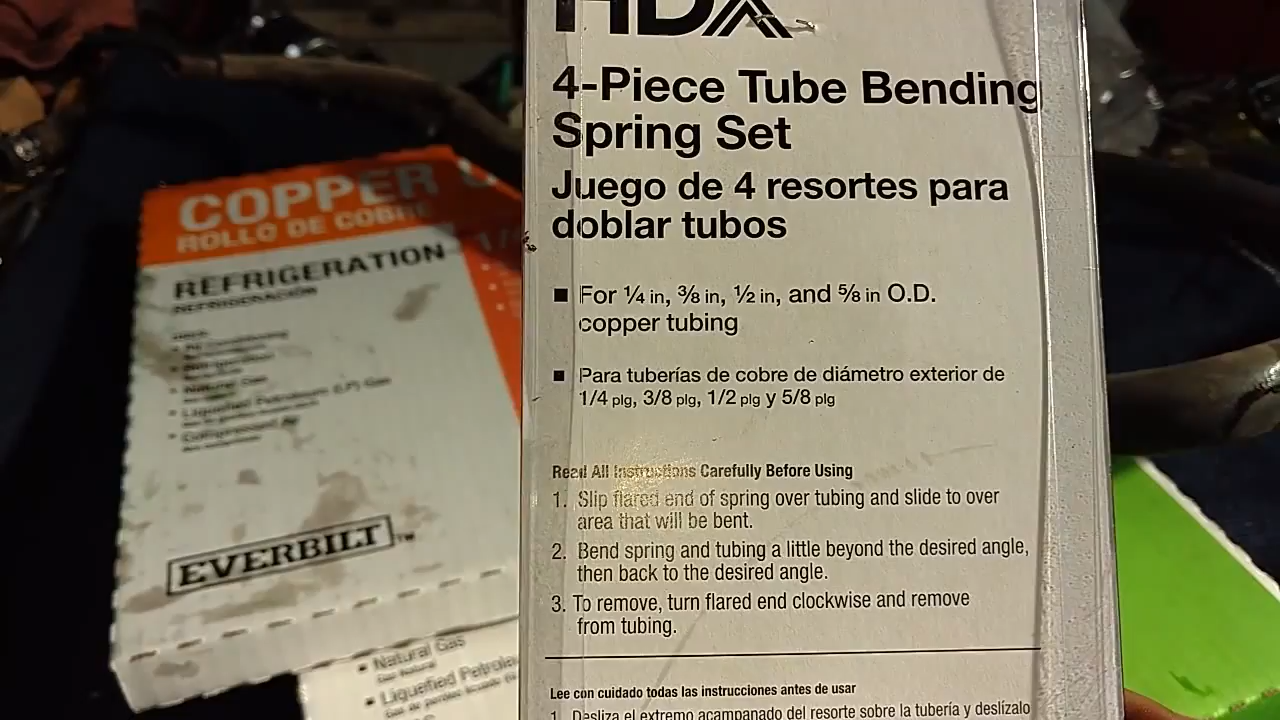 HDX
4-Piece Tube Bending
Spring Set
Juego de 4 resortes para
doblar tubos
■ For ¼ in, ⅜ in, ½ in, and ⅝ in O.D.
copper tubing
■ Para tuberías de cobre de diámetro exterior de
1/4 plg, 3/8 plg, 1/2 plg y 5/8 plg
Read All Instructions Carefully Before Using
1. Slip flared end of spring over tubing and slide to over
area that will be bent.
2. Bend spring and tubing a little beyond the desired angle,
then back to the desired angle.
3. To remove, turn flared end clockwise and remove
from tubing.
Lee con cuidado todas las instrucciones antes de usar
1. Desliza el extremo acampanado del resorte sobre la tubería y deslízalo
COPPER
ROLLO DE COBRE
REFRIGERATION
REFRIGERACIÓN
• Air Conditioning
• Natural Gas
• Liquefied Petroleum (LP) Gas
• Compressed Air
EVERBILT™
• Natural Gas
Gas Natural
• Liquefied